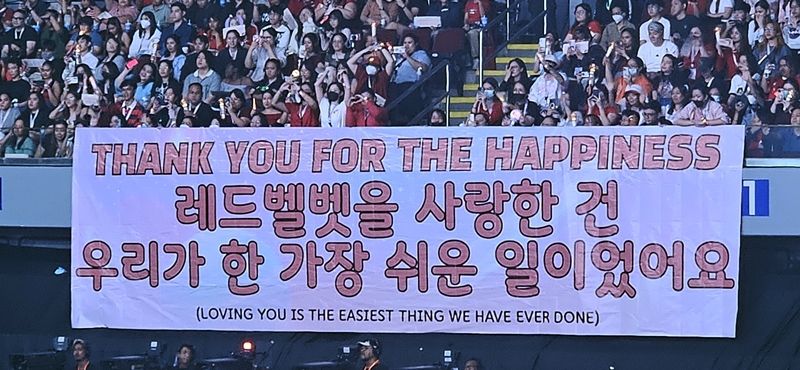 THANK YOU FOR THE HAPPINESS
레드벨벳을 사랑한 건
우리가 한 가장 쉬운 일이었어요
(LOVING YOU IS THE EASIEST THING WE HAVE EVER DONE)
1